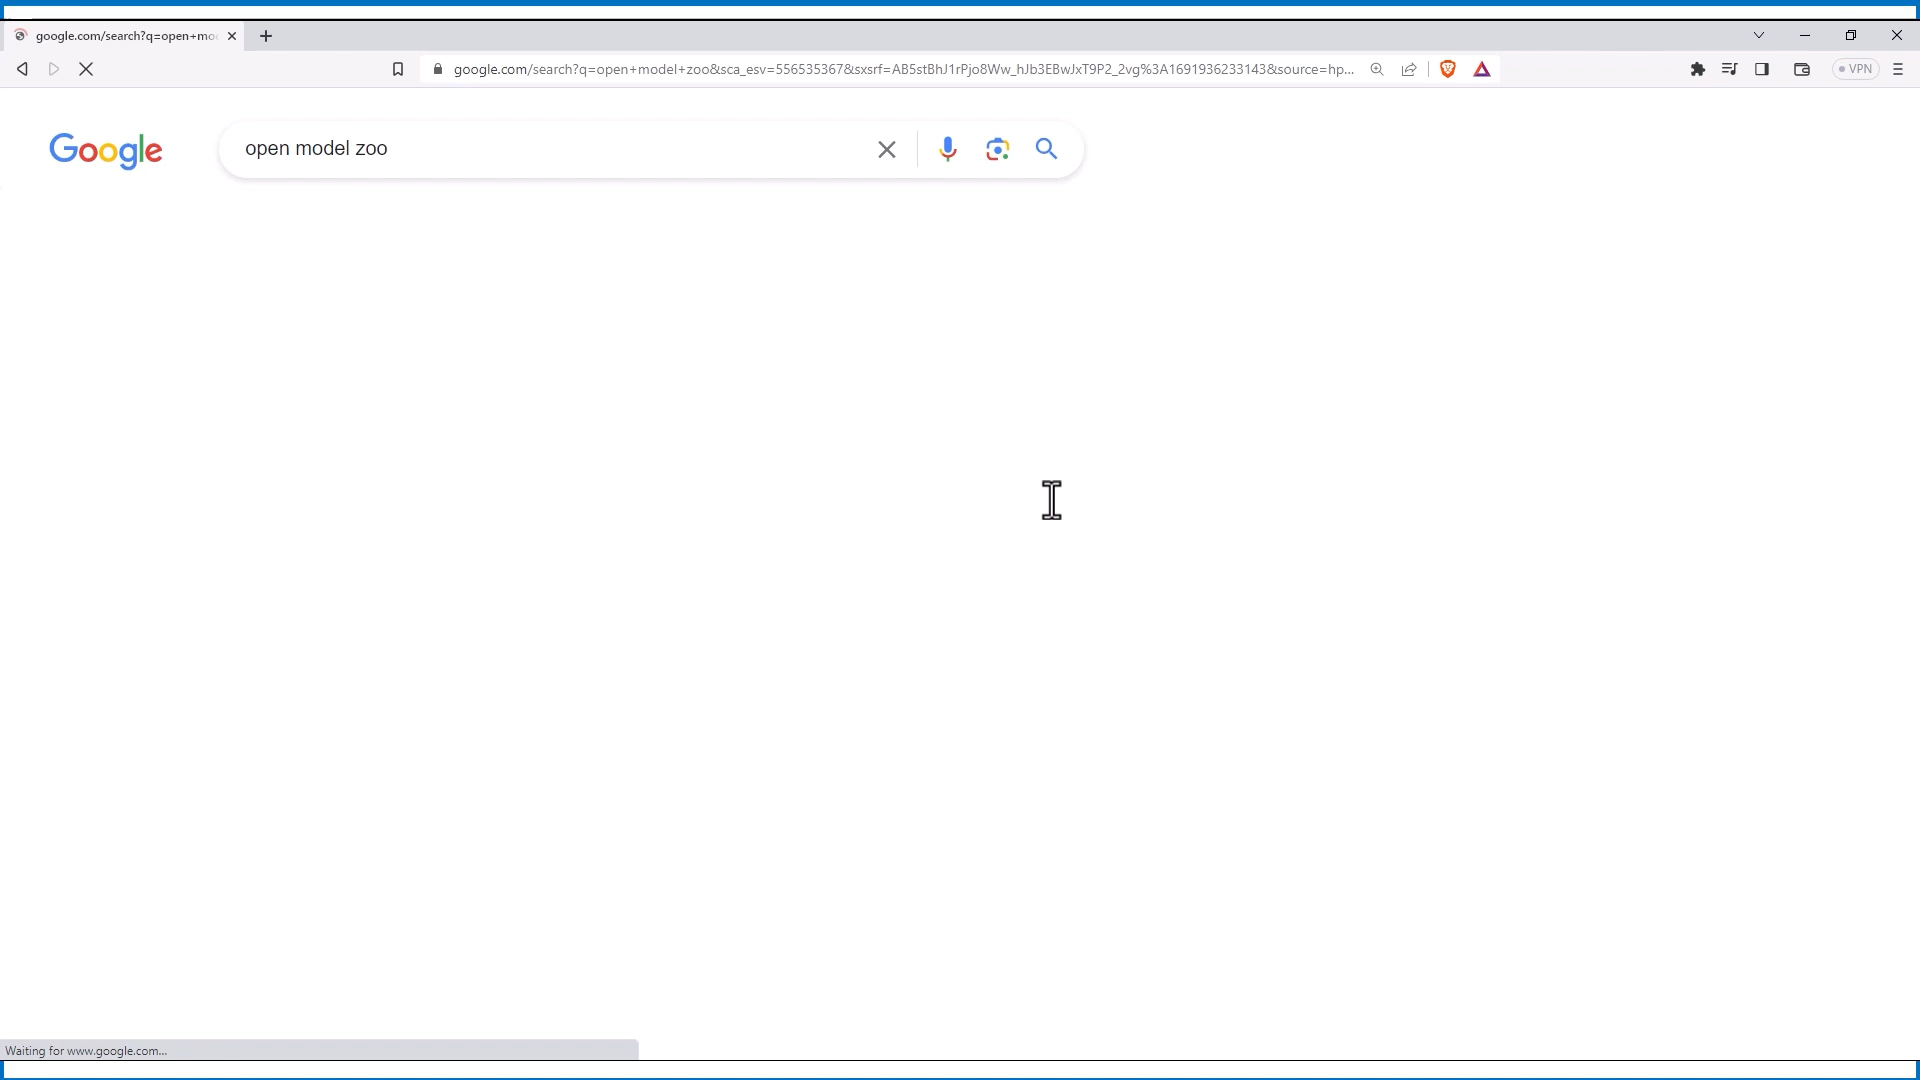 google.com/search?q=open+mo
google.com/search?q=open+model+zoo&sca_esv=556535367&sxsrf=AB5stBhJ1rPjo8Ww_hJb3EBwJxT9P2_2vg%3A1691936233143&source=hp...
VPN
Google
open model zoo
Waiting for www.google.com...